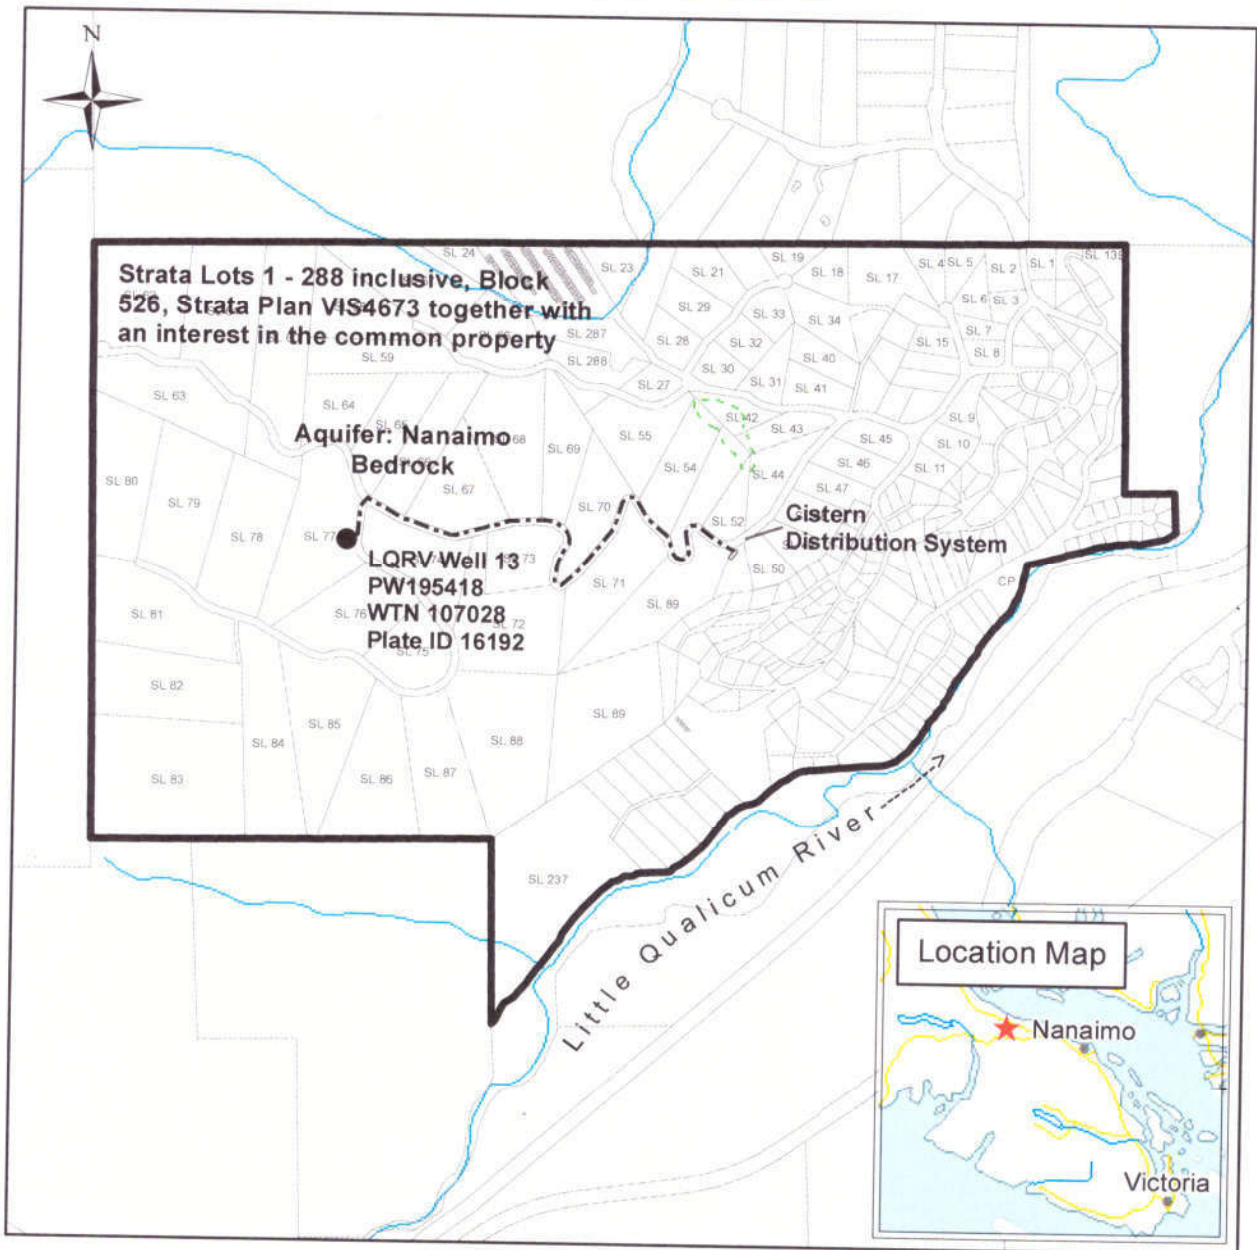 N
SL 24
SL 23
SL 21
SL 19
SL 18
SL 17
SL 4
SL 5
SL 2
SL 1
SL 139
Strata Lots 1 - 288 inclusive, Block
526, Strata Plan VIS4673 together with
an interest in the common property
SL 29
SL 33
SL 34
SL 6
SL 3
SL 287
SL 28
SL 32
SL 15
SL 7
SL 8
SL 59
SL 288
SL 30
SL 40
SL 27
SL 31
SL 41
SL 63
SL 64
SL 42
SL 9
SL 43
Aquifer: Nanaimo
Bedrock
SL 69
SL 55
SL 45
SL 10
SL 54
SL 44
SL 46
SL 11
SL 80
SL 79
SL 67
SL 47
SL 70
SL 52
Cistern
Distribution System
SL 78
SL 77
SL 73
SL 50
LQRV Well 13
PW195418
WTN 107028
Plate ID 16192
SL 71
SL 89
CP
SL 81
SL 76
SL 72
SL 75
SL 82
SL 85
SL 89
SL 84
SL 88
SL 83
SL 86
SL 87
SL 237
Little Qualicum River
Location Map
Nanaimo
Victoria